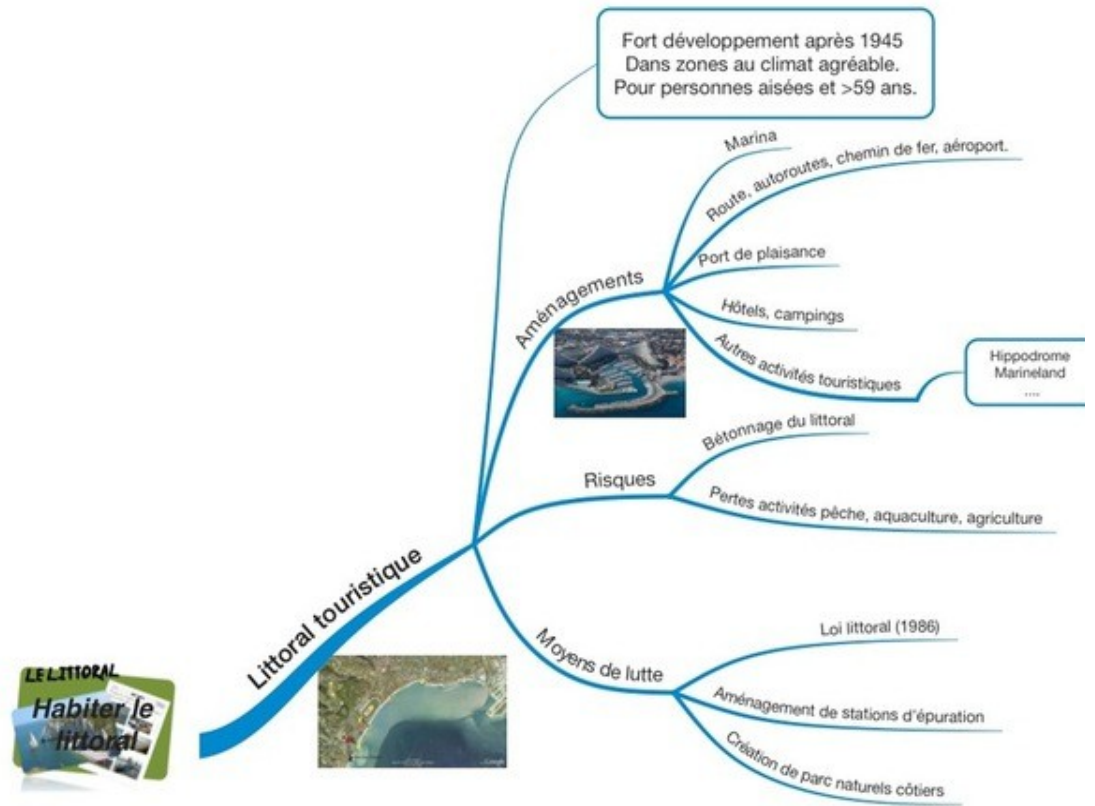 Fort développement après 1945
Dans zones au climat agréable.
Pour personnes aisées et >59 ans.
Marina
Route, autoroutes, chemin de fer, aéroport.
Port de plaisance
Aménagements
Hôtels, campings
Autres activités touristiques
Hippodrome
Marineland
....
Bétonnage du littoral
Risques
Pertes activités pêche, aquaculture, agriculture
Littoral touristique
Moyens de lutte
Loi littoral (1986)
Aménagement de stations d'épuration
Création de parc naturels côtiers
LE LITTORAL
Habiter le
littoral
Google